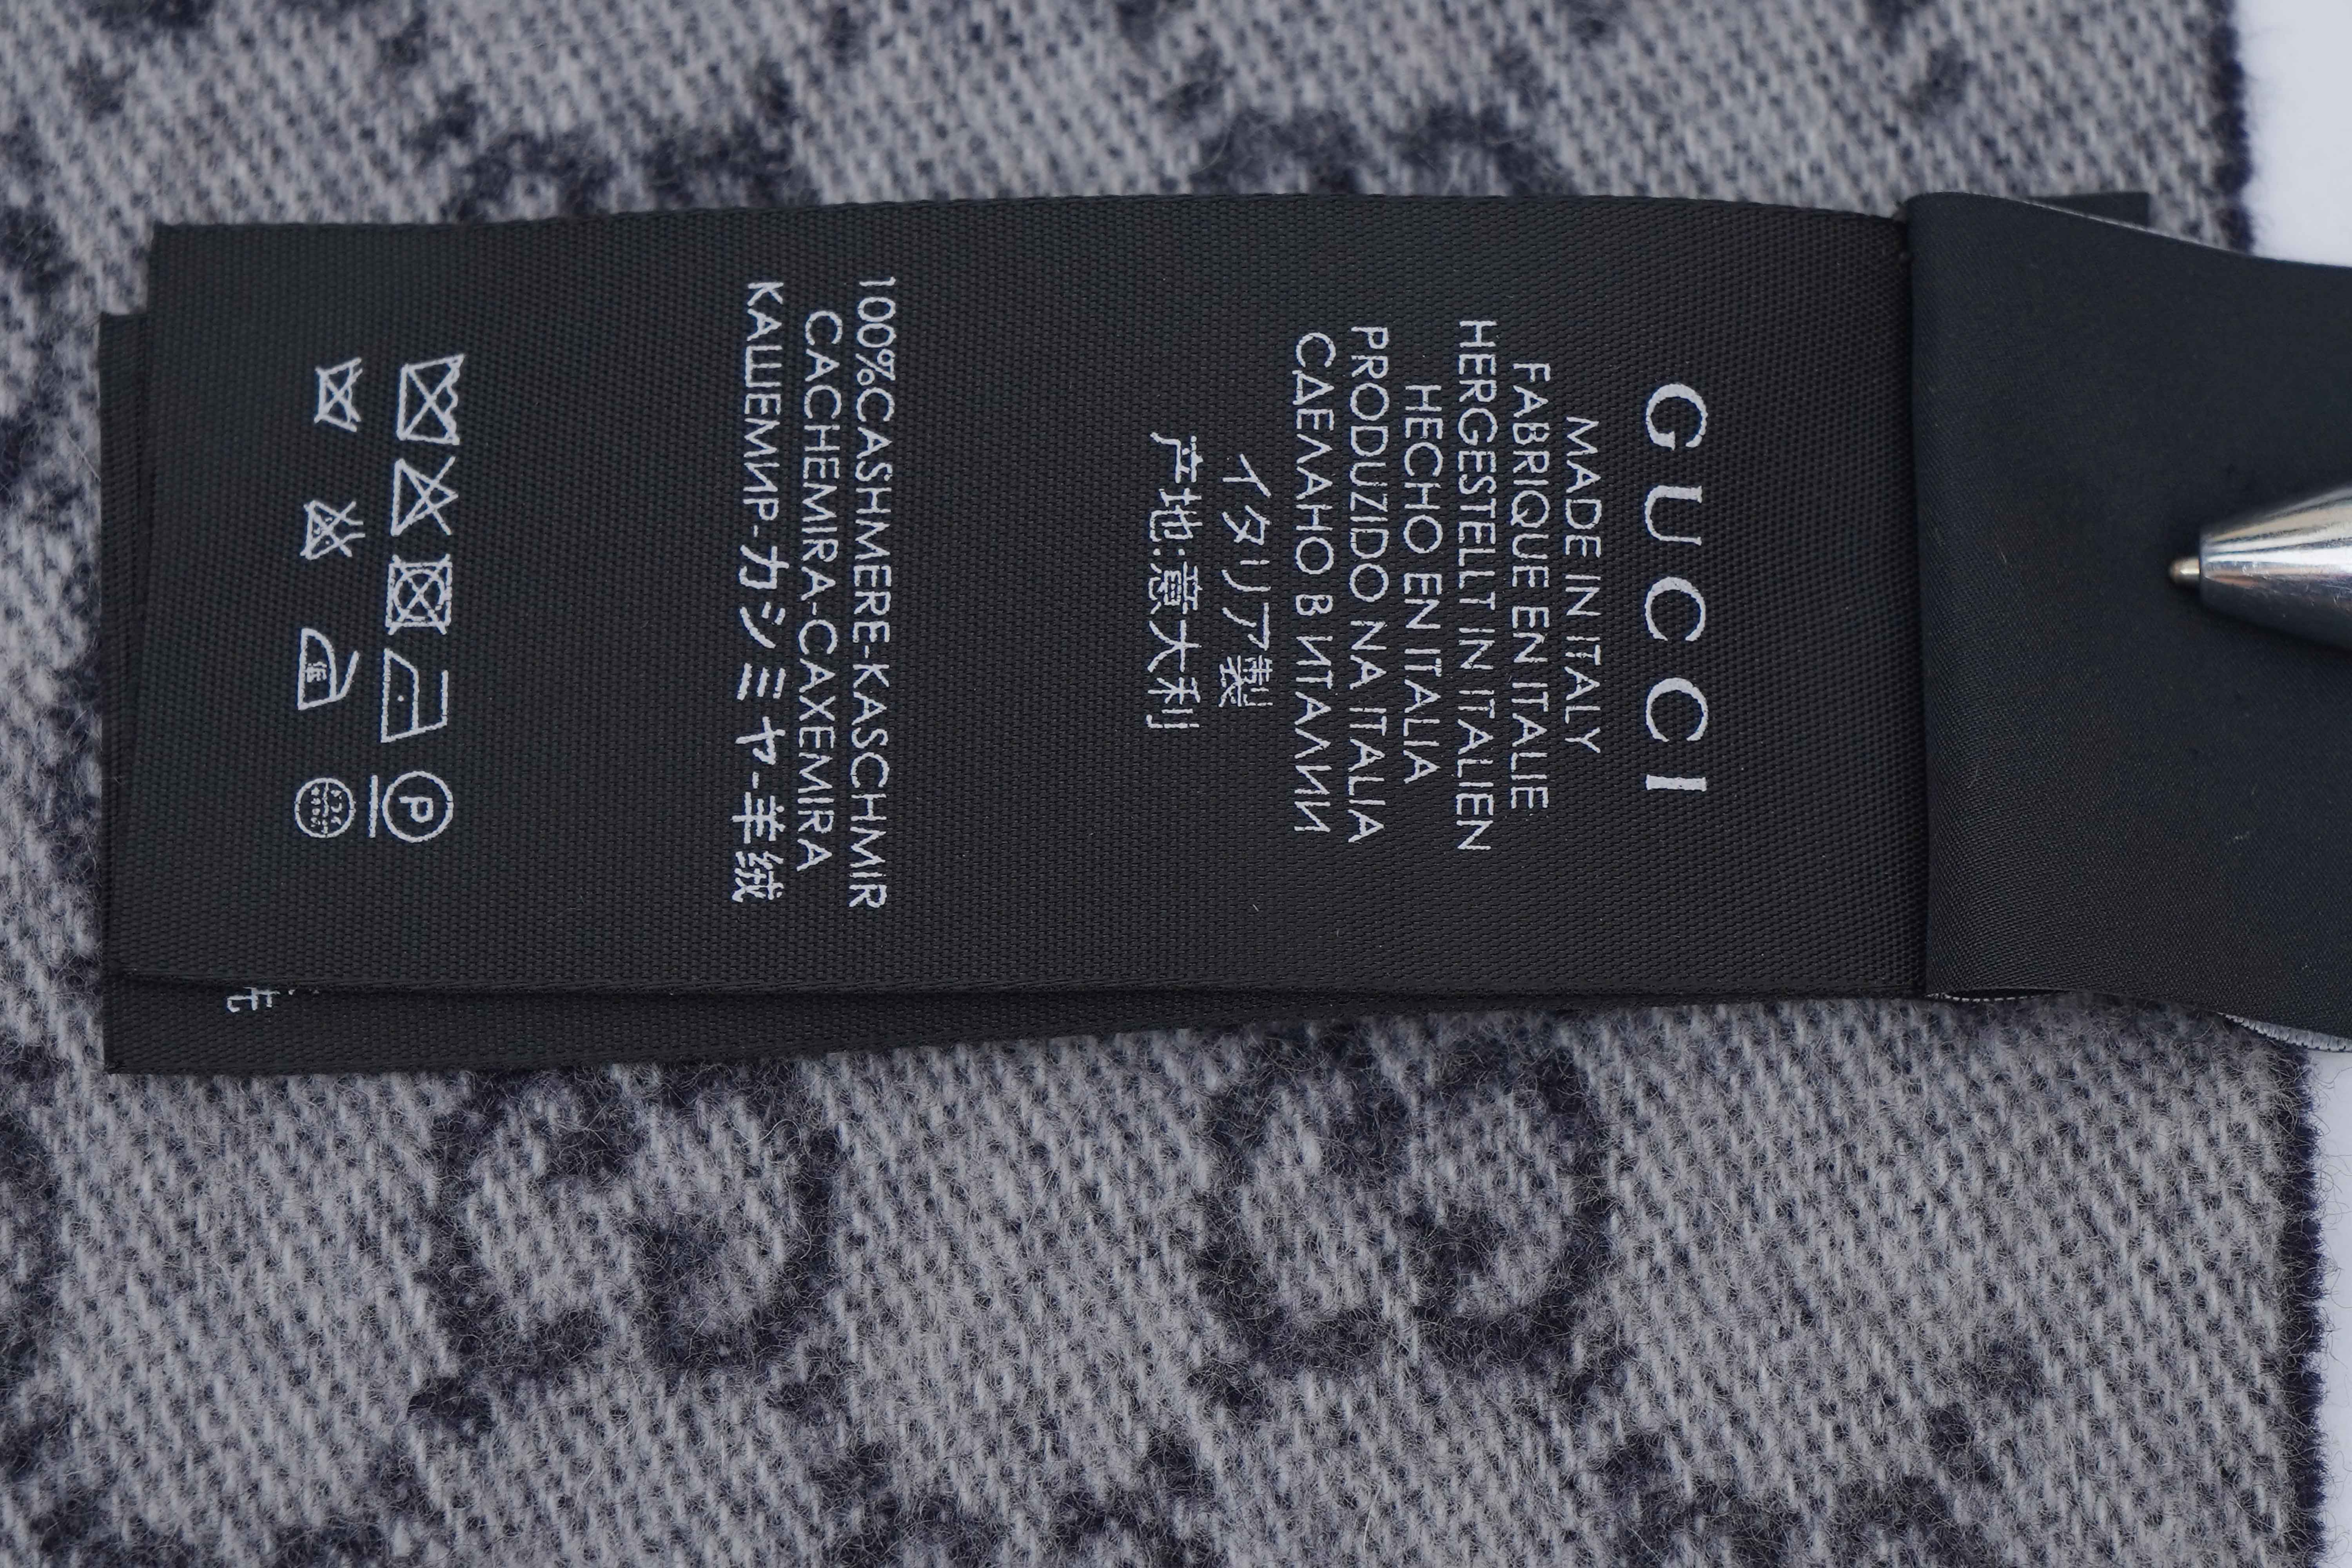 GUCCI
MADE IN ITALY
FABRIQUE EN ITALIE
HERGESTELLT IN ITALIEN
HECHO EN ITALIA
PRODUZIDO NA ITALIA
СДЕЛАНО В ИТАЛИИ
イタリア製
产地:意大利
100%CASHMERE-KASCHMIR
CACHEMIRA-CAXEMIRA
КАШЕМИР-カシミヤ-羊绒
P